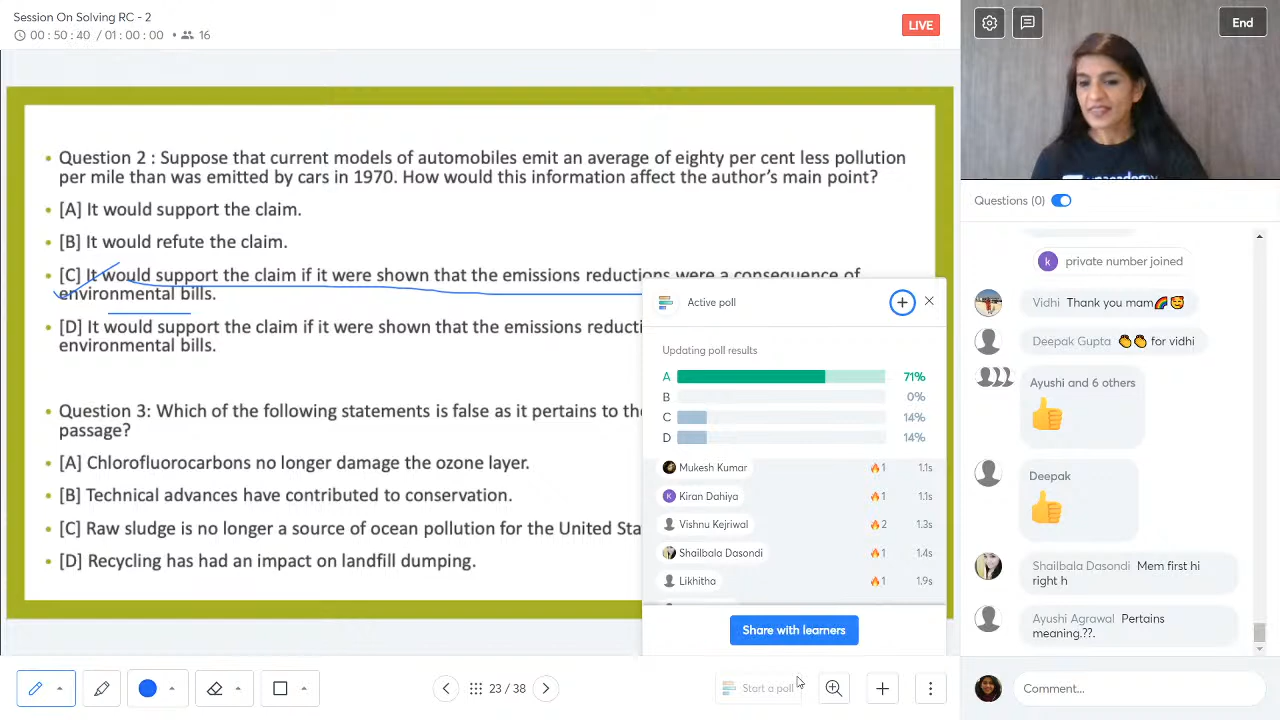 Session On Solving RC - 2
00 : 50 : 40 / 01 : 00 : 00 • 16
LIVE
End
• Question 2 : Suppose that current models of automobiles emit an average of eighty per cent less pollution
per mile than was emitted by cars in 1970. How would this information affect the author's main point?
• [A] It would support the claim.
• [B] It would refute the claim.
• [C] It would support the claim if it were shown that the emissions reductions were a consequence of
environmental bills.
• [D] It would support the claim if it were shown that the emissions reducti
environmental bills.
• Question 3: Which of the following statements is false as it pertains to the
passage?
• [A] Chlorofluorocarbons no longer damage the ozone layer.
• [B] Technical advances have contributed to conservation.
• [C] Raw sludge is no longer a source of ocean pollution for the United Sta
• [D] Recycling has had an impact on landfill dumping.
Active poll
Updating poll results
A 71%
B 0%
C 14%
D 14%
Mukesh Kumar 🔥1 1.1s
k Kiran Dahiya 🔥1 1.1s
Vishnu Kejriwal 🔥2 1.3s
Shailbala Dasondi 🔥1 1.4s
Likhitha 🔥1 1.9s
Share with learners
Start a poll
23 / 38
Questions (0)
k private number joined
Vidhi Thank you mam🌈🥰
Deepak Gupta 👏👏 for vidhi
Ayushi and 6 others
👍
Deepak
👍
Shailbala Dasondi Mem first hi
right h
Ayushi Agrawal Pertains
meaning.??.
Comment...